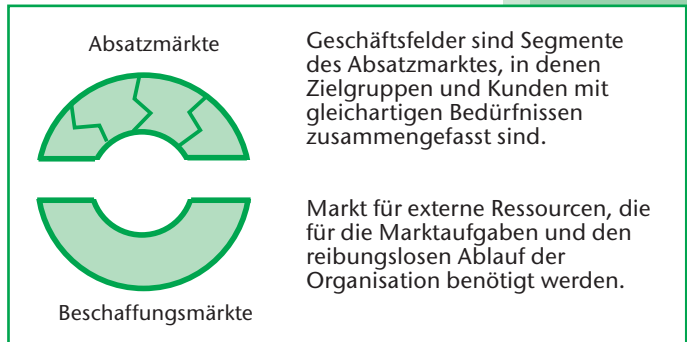 Absatzmärkte
Geschäftsfelder sind Segmente
des Absatzmarktes, in denen
Zielgruppen und Kunden mit
gleichartigen Bedürfnissen
zusammengefasst sind.
Markt für externe Ressourcen, die
für die Marktaufgaben und den
reibungslosen Ablauf der
Organisation benötigt werden.
Beschaffungsmärkte